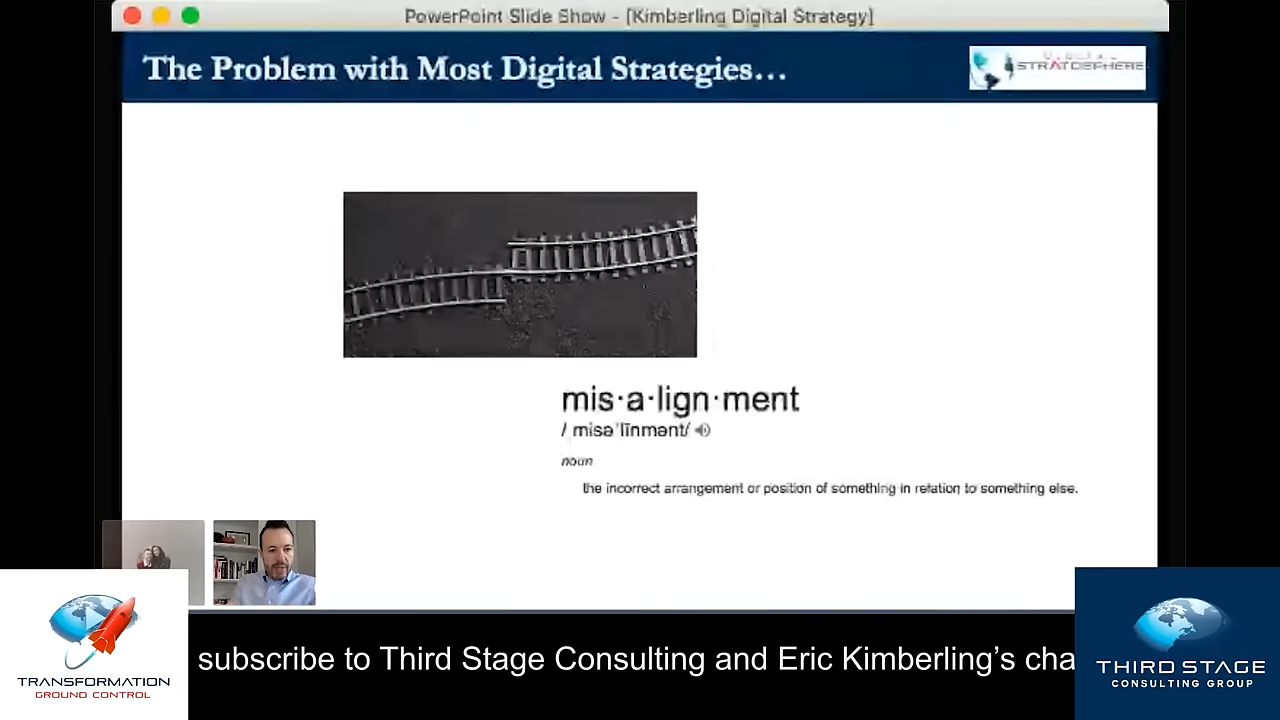 PowerPoint Slide Show - [Kimberling Digital Strategy]
The Problem with Most Digital Strategies...
STRATOSPHERE
mis·a·lign·ment
/ˌmisəˈlīnmənt/
noun
the incorrect arrangement or position of something in relation to something else.
subscribe to Third Stage Consulting and Eric Kimberling’s cha
TRANSFORMATION
GROUND CONTROL
THIRD STAGE
CONSULTING GROUP